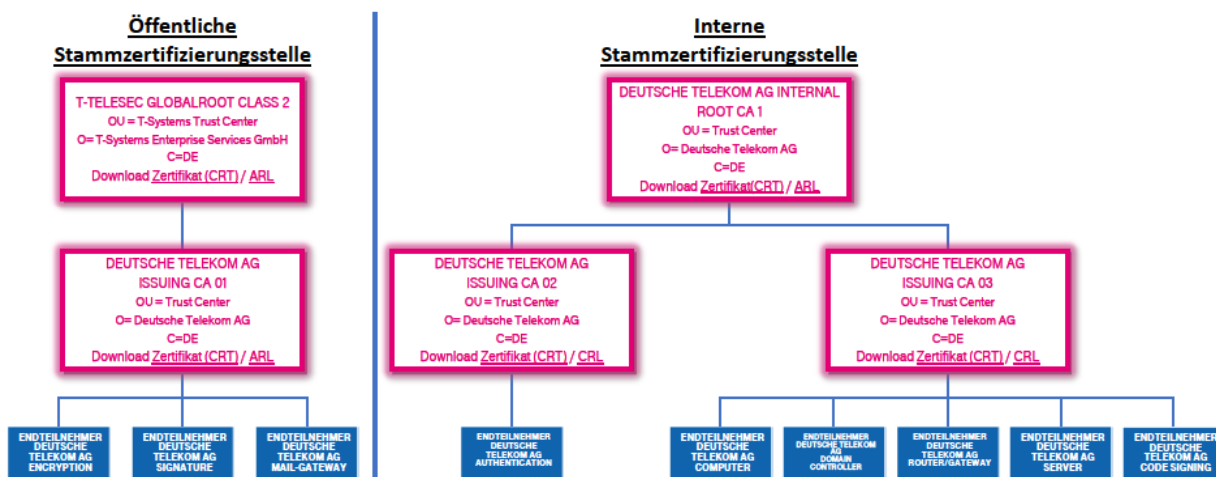 Öffentliche
Stammzertifizierungsstelle
T-TELESEC GLOBALROOT CLASS 2
OU = T-Systems Trust Center
O= T-Systems Enterprise Services GmbH
C=DE
Download Zertifikat (CRT) / ARL
DEUTSCHE TELEKOM AG
ISSUING CA 01
OU = Trust Center
O= Deutsche Telekom AG
C=DE
Download Zertifikat (CRT) / ARL
ENDTEILNEHMER
DEUTSCHE
TELEKOM AG
ENCRYPTION
ENDTEILNEHMER
DEUTSCHE
TELEKOM AG
SIGNATURE
ENDTEILNEHMER
DEUTSCHE
TELEKOM AG
MAIL-GATEWAY
Interne
Stammzertifizierungsstelle
DEUTSCHE TELEKOM AG INTERNAL
ROOT CA 1
OU = Trust Center
O= Deutsche Telekom AG
C=DE
Download Zertifikat(CRT) / ARL
DEUTSCHE TELEKOM AG
ISSUING CA 02
OU = Trust Center
O= Deutsche Telekom AG
C=DE
Download Zertifikat (CRT) / CRL
DEUTSCHE TELEKOM AG
ISSUING CA 03
OU = Trust Center
O= Deutsche Telekom AG
C=DE
Download Zertifikat (CRT) / CRL
ENDTEILNEHMER
DEUTSCHE
TELEKOM AG
AUTHENTICATION
ENDTEILNEHMER
DEUTSCHE
TELEKOM AG
COMPUTER
ENDTEILNEHMER
DEUTSCHE TELEKOM
AG
DOMAIN
CONTROLLER
ENDTEILNEHMER
DEUTSCHE
TELEKOM AG
ROUTER/GATEWAY
ENDTEILNEHMER
DEUTSCHE
TELEKOM AG
SERVER
ENDTEILNEHMER
DEUTSCHE
TELEKOM AG
CODE SIGNING